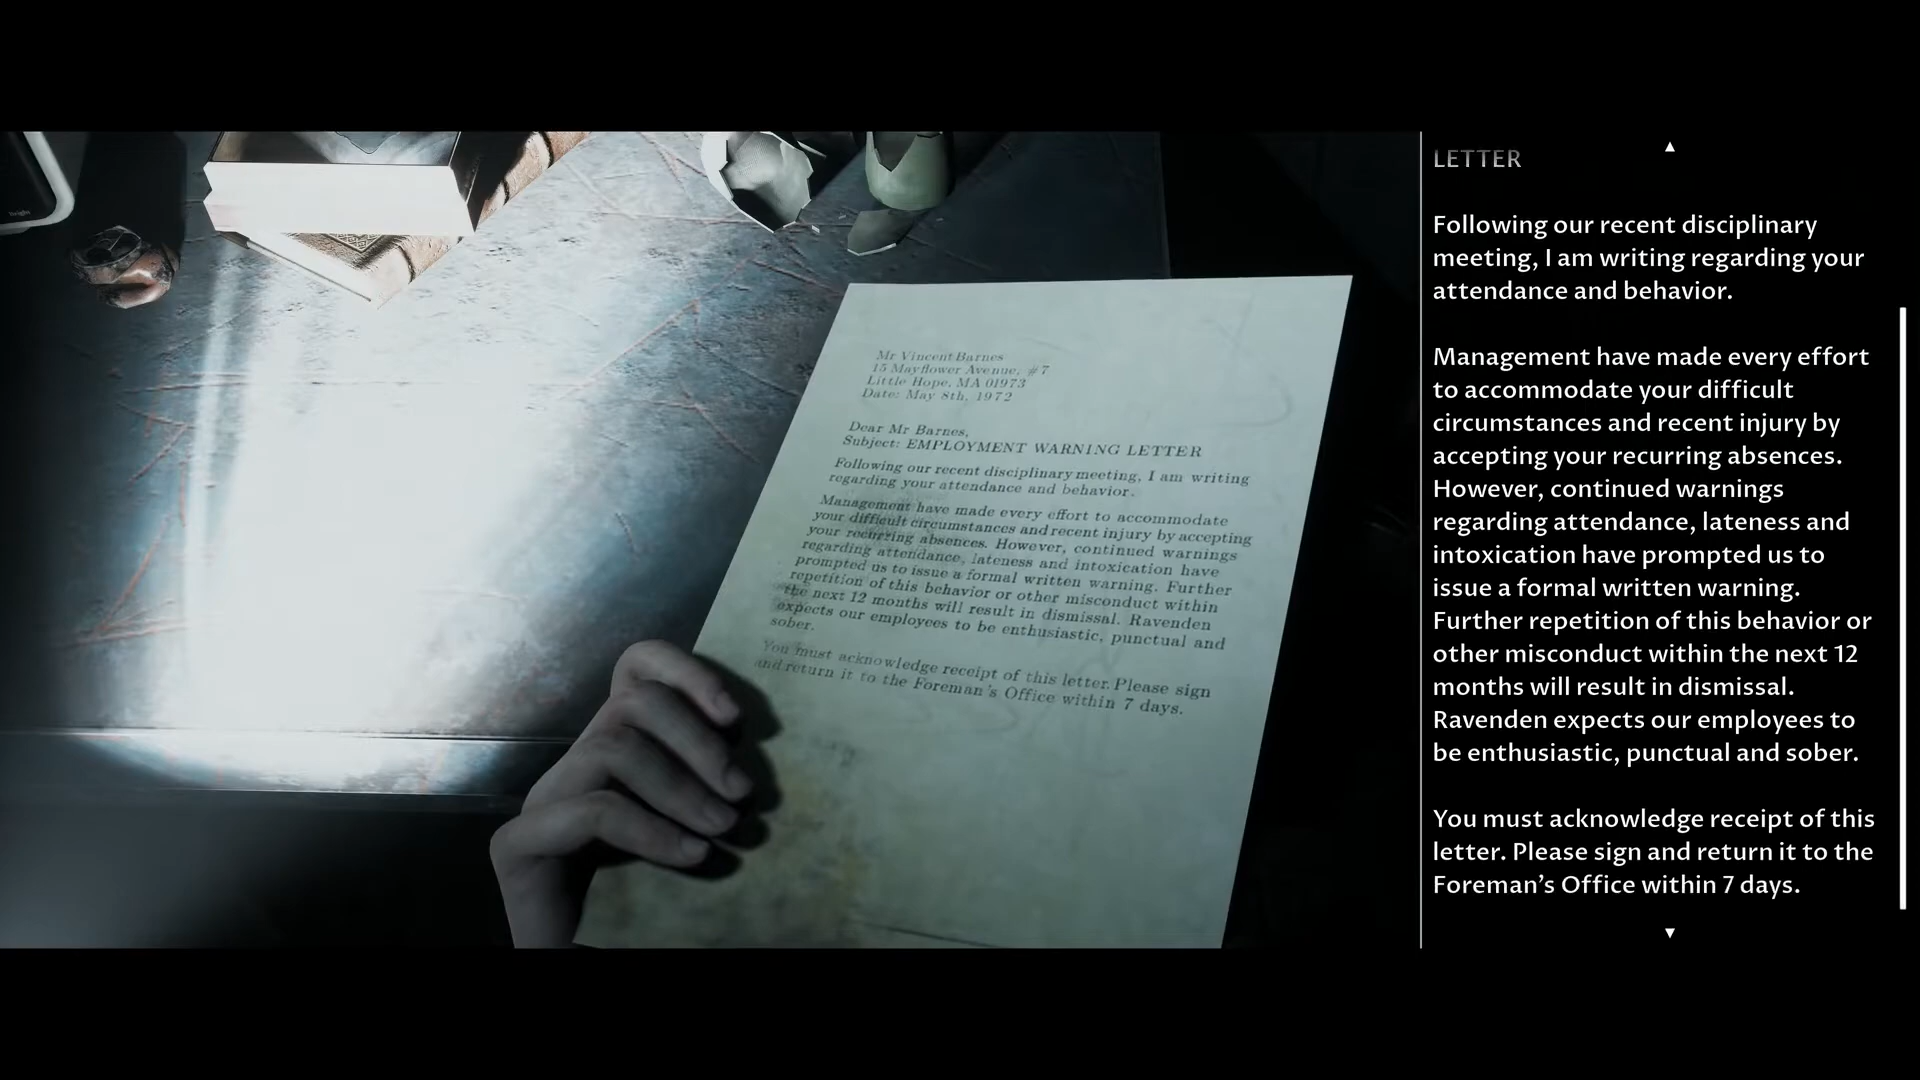 Mr Vincent Barnes
15 Mayflower Avenue, #7
Little Hope, MA 01973
Date: May 8th, 1972
Dear Mr Barnes,
Subject: EMPLOYMENT WARNING LETTER
Following our recent disciplinary meeting, I am writing
regarding your attendance and behavior.
Management have made every effort to accommodate
your difficult circumstances and recent injury by accepting
your recurring absences. However, continued warnings
regarding attendance, lateness and intoxication have
prompted us to issue a formal written warning. Further
repetition of this behavior or other misconduct within
the next 12 months will result in dismissal. Ravenden
expects our employees to be enthusiastic, punctual and
sober.
You must acknowledge receipt of this letter. Please sign
and return it to the Foreman's Office within 7 days.
LETTER
Following our recent disciplinary
meeting, I am writing regarding your
attendance and behavior.
Management have made every effort
to accommodate your difficult
circumstances and recent injury by
accepting your recurring absences.
However, continued warnings
regarding attendance, lateness and
intoxication have prompted us to
issue a formal written warning.
Further repetition of this behavior or
other misconduct within the next 12
months will result in dismissal.
Ravenden expects our employees to
be enthusiastic, punctual and sober.
You must acknowledge receipt of this
letter. Please sign and return it to the
Foreman's Office within 7 days.